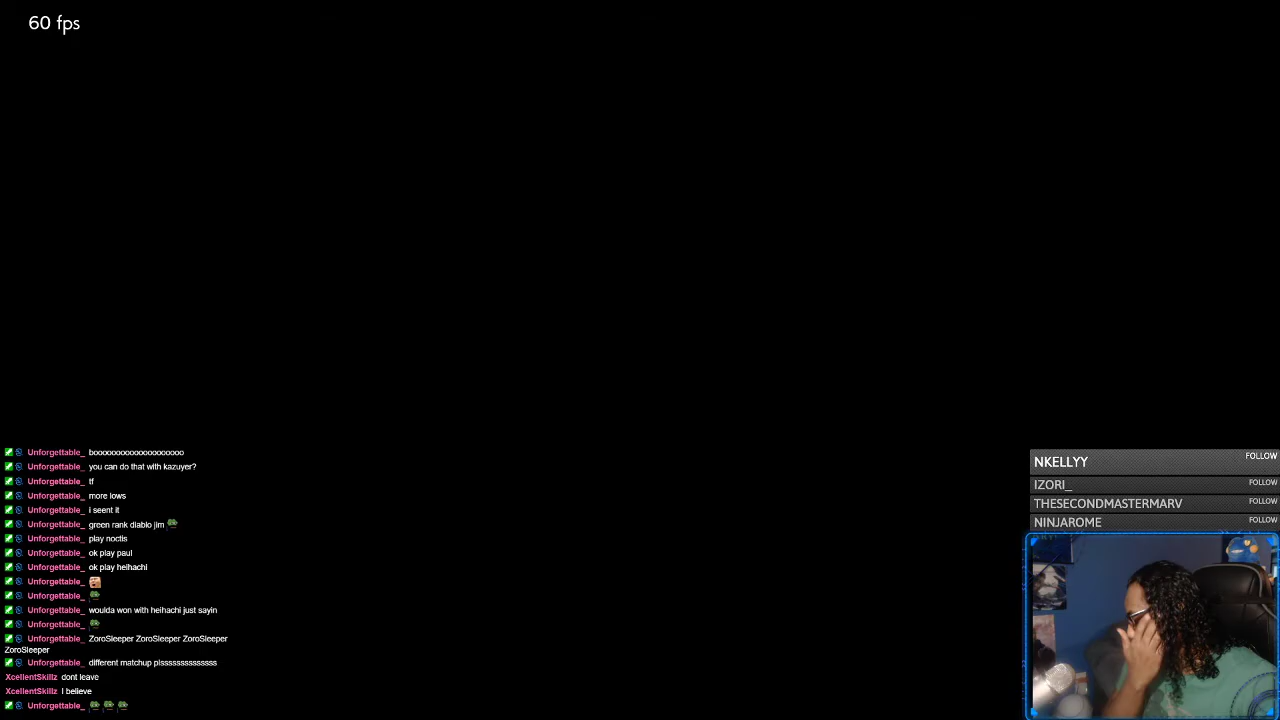 60 fps
Unforgettable_ boooooooooooooooooooo
Unforgettable_ you can do that with kazuyer?
Unforgettable_ tf
Unforgettable_ more lows
Unforgettable_ i seent it
Unforgettable_ green rank diablo jim
Unforgettable_ play noctis
Unforgettable_ ok play paul
Unforgettable_ ok play heihachi
Unforgettable_
Unforgettable_
Unforgettable_ woulda won with heihachi just sayin
Unforgettable_
Unforgettable_ ZoroSleeper ZoroSleeper ZoroSleeper
ZoroSleeper
Unforgettable_ different matchup plssssssssssssss
XcellentSkillz dont leave
XcellentSkillz I believe
Unforgettable_
NKELLYY FOLLOW
IZORI_ FOLLOW
THESECONDMASTERMARV FOLLOW
NINJAROME FOLLOW